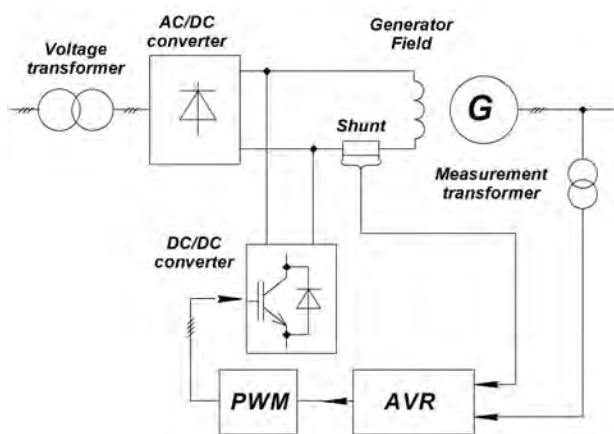 AC/DC
converter
Generator
Field
Voltage
transformer
Shunt
G
Measurement
transformer
DC/DC
converter
PWM
AVR